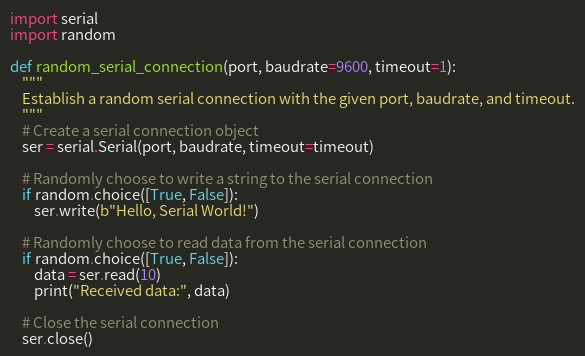 import serial
import random

def random_serial_connection(port, baudrate=9600, timeout=1):
    """
    Establish a random serial connection with the given port, baudrate, and timeout.
    """
    # Create a serial connection object
    ser = serial.Serial(port, baudrate, timeout=timeout)

    # Randomly choose to write a string to the serial connection
    if random.choice([True, False]):
        ser.write(b"Hello, Serial World!")

    # Randomly choose to read data from the serial connection
    if random.choice([True, False]):
        data = ser.read(10)
        print("Received data:", data)

    # Close the serial connection
    ser.close()